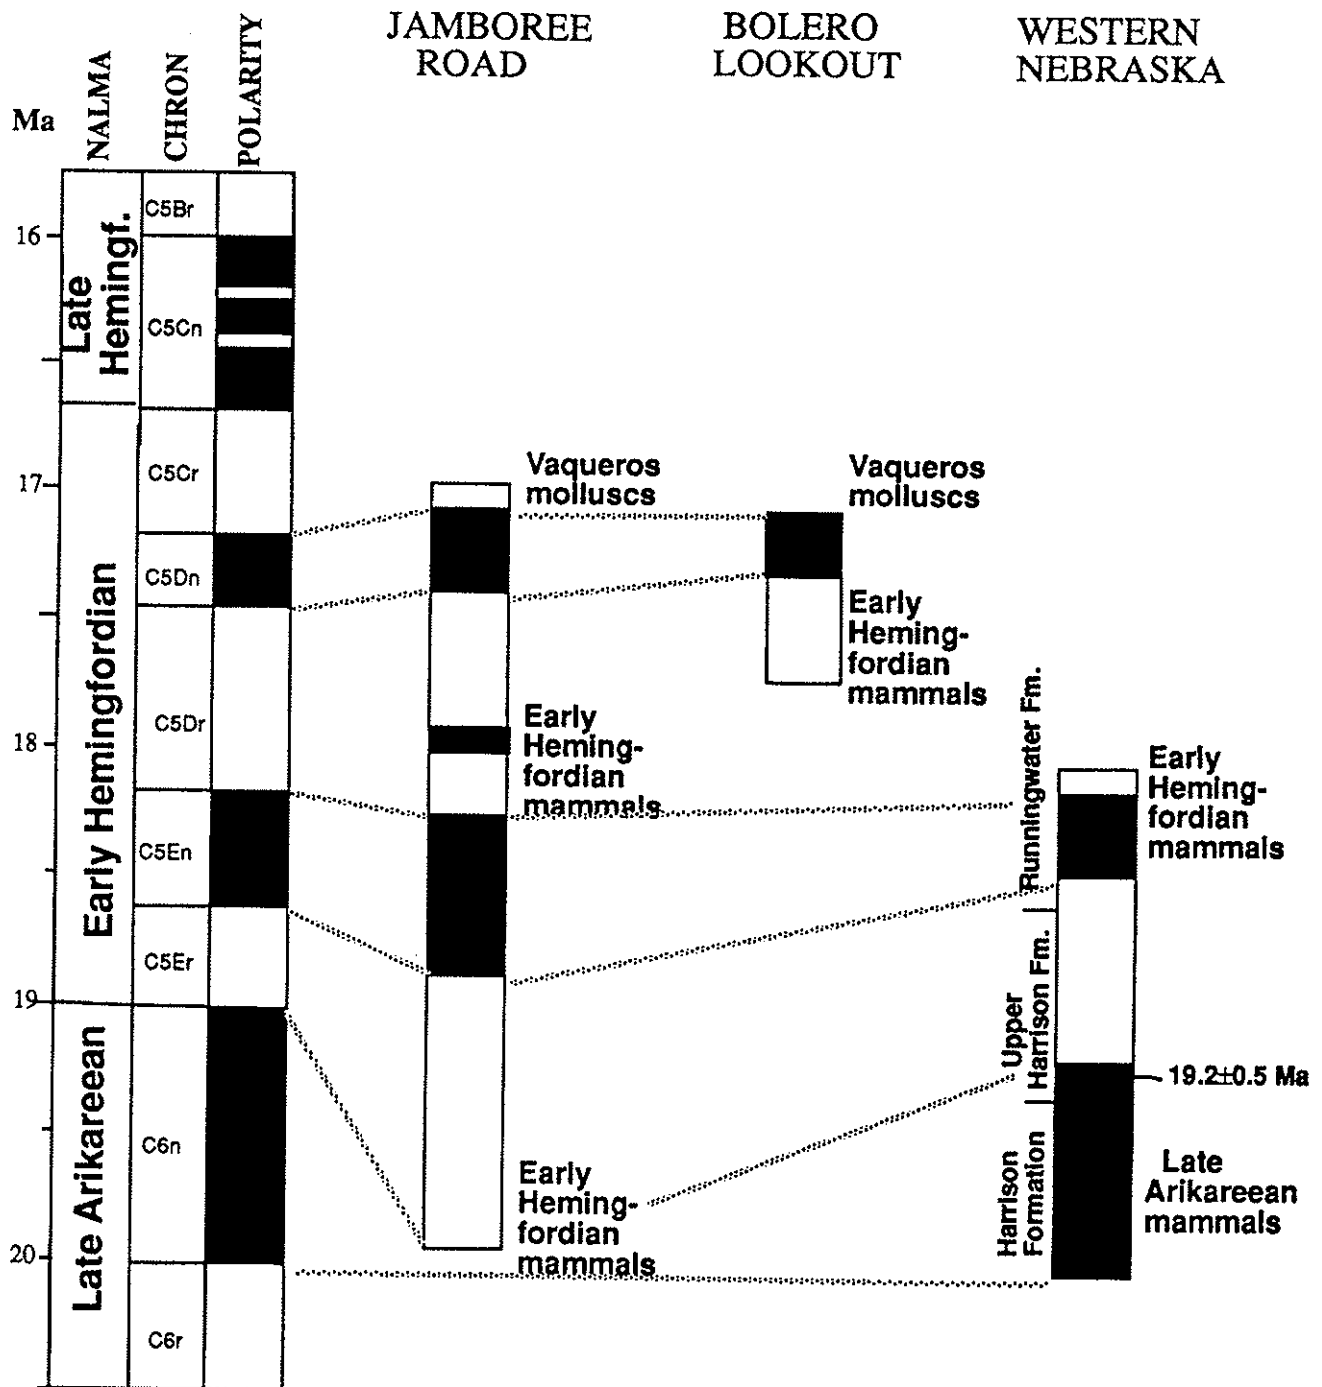 JAMBOREE
ROAD
BOLERO
LOOKOUT
WESTERN
NEBRASKA
Ma
NALMA
CHRON
POLARITY
Late
Hemingf.
Early Hemingfordian
Late Arikareean
16
17
18
19
20
C5Br
C5Cn
C5Cr
C5Dn
C5Dr
C5En
C5Er
C6n
C6r
Vaqueros
molluscs
Early
Heming-
fordian
mammals
Early
Heming-
fordian
mammals
Vaqueros
molluscs
Early
Heming-
fordian
mammals
Runningwater Fm.
Upper
Harrison Fm.
Harrison
Formation
Early
Heming-
fordian
mammals
19.2±0.5 Ma
Late
Arikareean
mammals